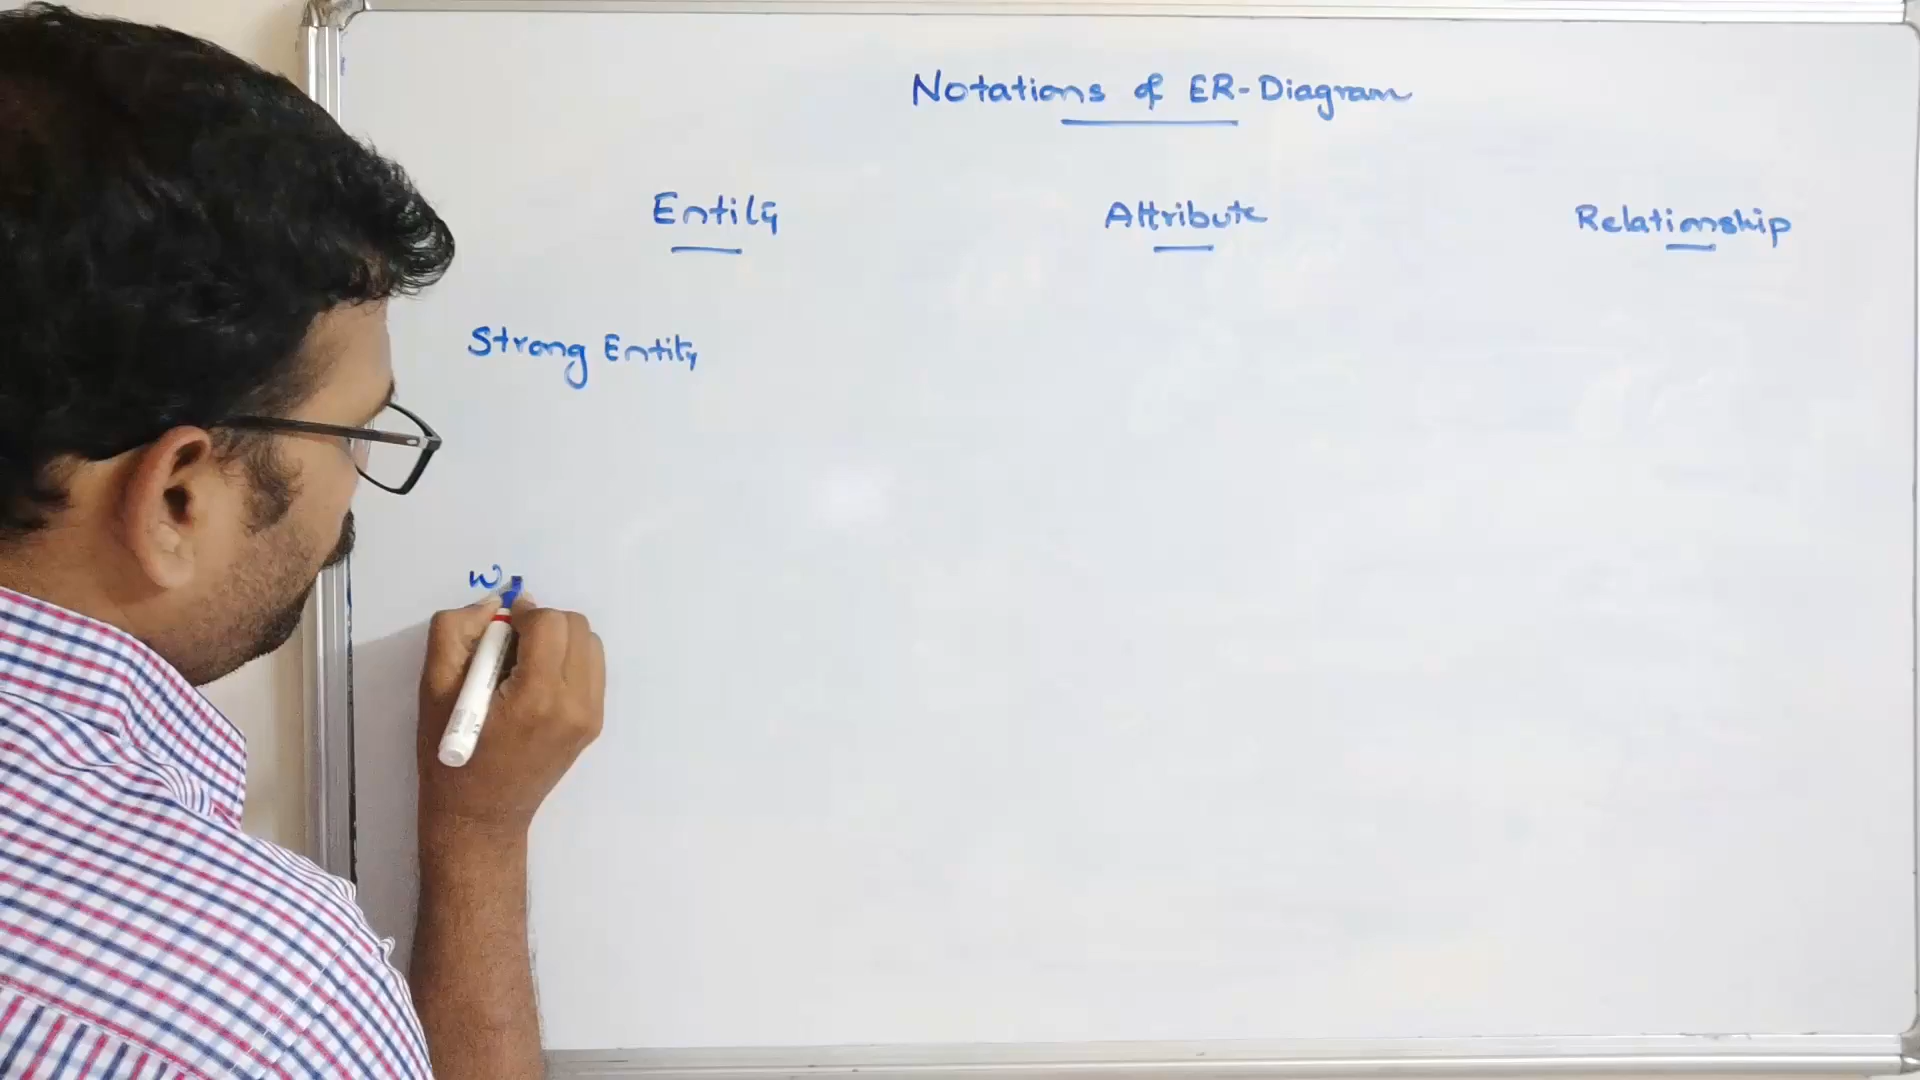 Notations of ER-Diagram
Entity Attribute Relationship
Strong Entity
W